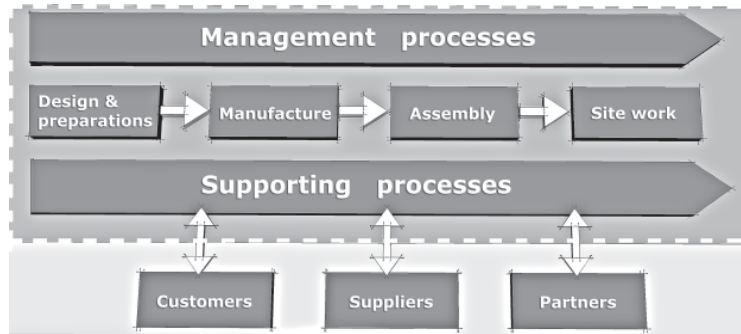 Management processes
Design &
preparations
Manufacture
Assembly
Site work
Supporting processes
Customers
Suppliers
Partners